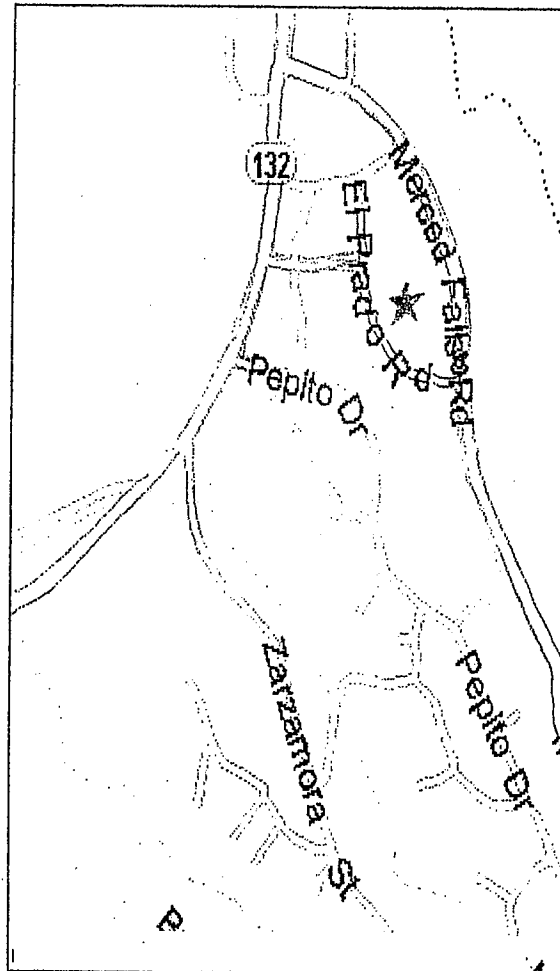 132
Merced Falls Rd
El Prado Rd
Pepito Dr
Zarzamora
St
Pepito Dr